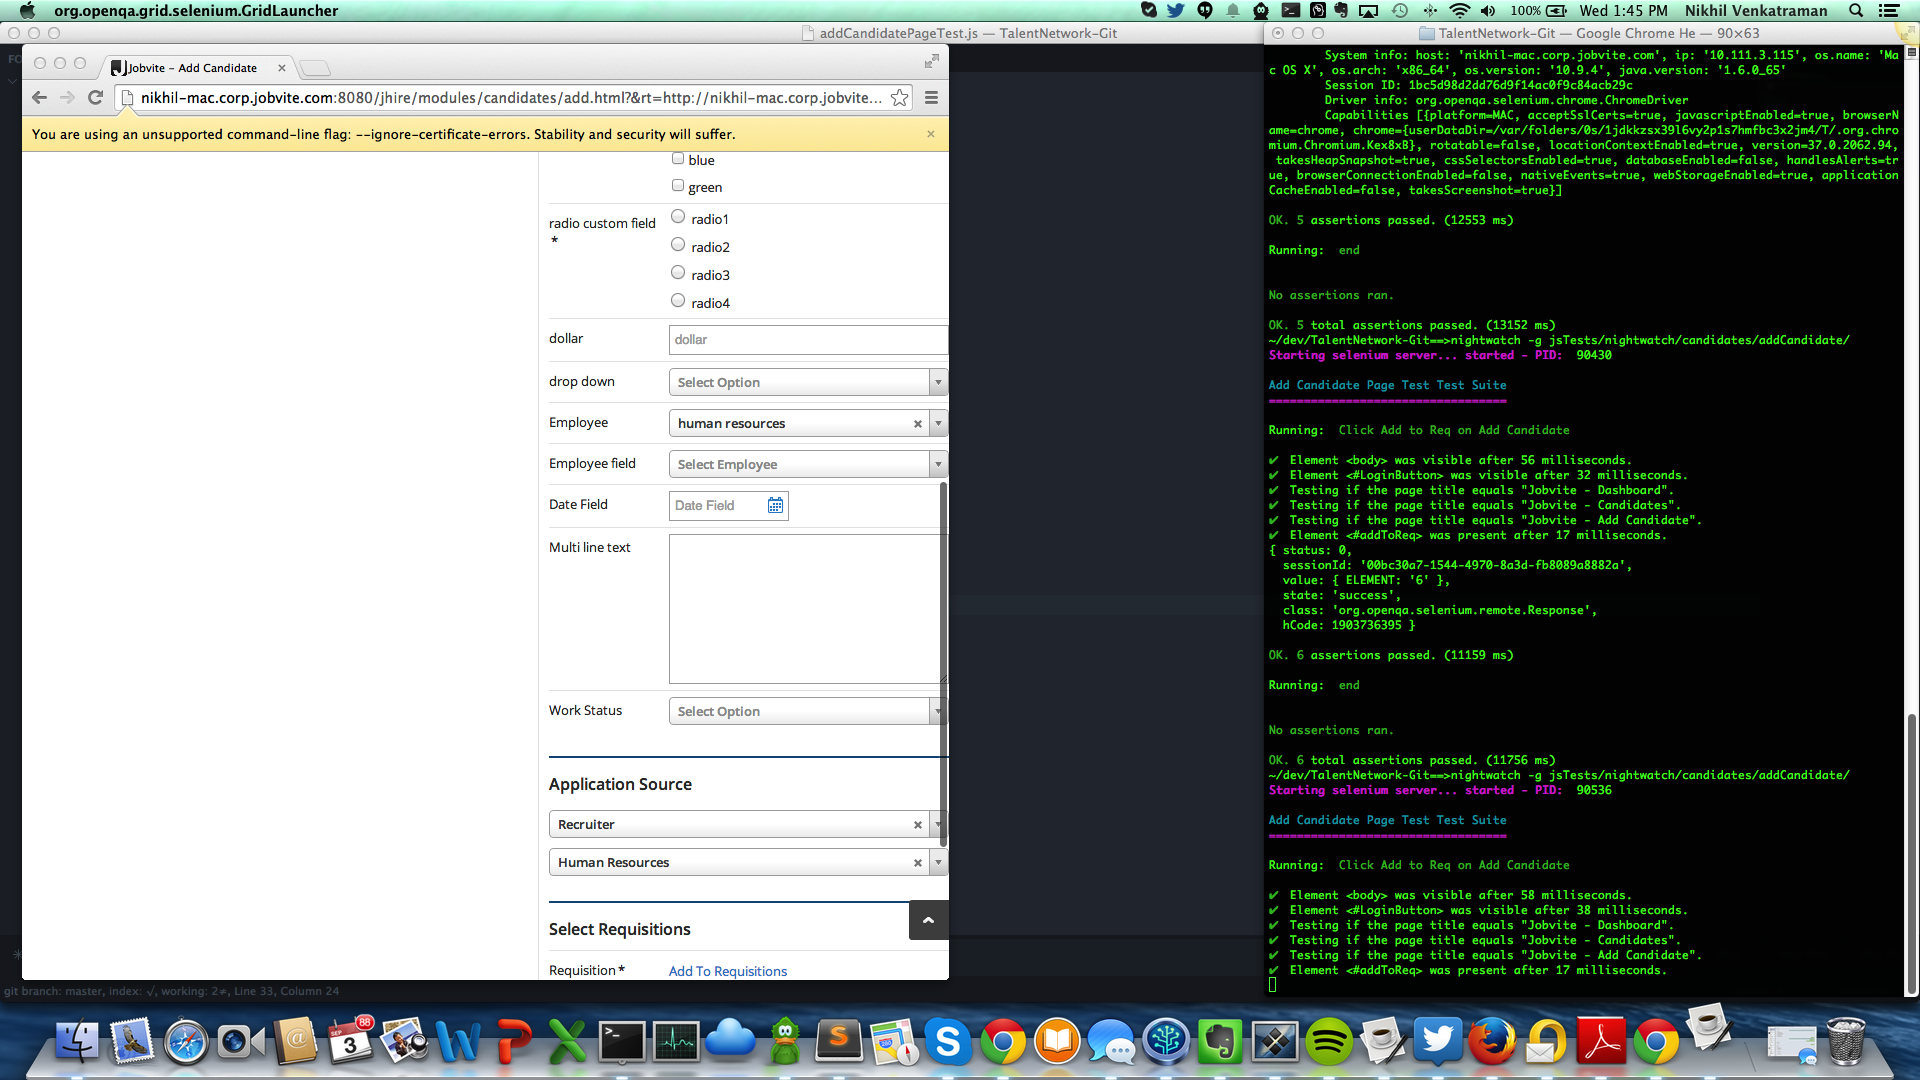 org.openqa.grid.selenium.GridLauncher
100%
Wed 1:45 PM
Nikhil Venkatraman
addCandidatePageTest.js — TalentNetwork-Git
Jobvite - Add Candidate
nikhil-mac.corp.jobvite.com:8080/jhire/modules/candidates/add.html?&rt=http://nikhil-mac.corp.jobvite...
You are using an unsupported command-line flag: --ignore-certificate-errors. Stability and security will suffer.
blue
green
radio custom field
*
radio1
radio2
radio3
radio4
dollar
dollar
drop down
Select Option
Employee
human resources
Employee field
Select Employee
Date Field
Date Field
Multi line text
Work Status
Select Option
Application Source
Recruiter
Human Resources
Select Requisitions
Requisition *
Add To Requisitions
git branch: master, index: √, working: 2≠, Line 33, Column 24
TalentNetwork-Git — Google Chrome He — 90×63
System info: host: 'nikhil-mac.corp.jobvite.com', ip: '10.111.3.115', os.name: 'Ma
c OS X', os.arch: 'x86_64', os.version: '10.9.4', java.version: '1.6.0_65'
Session ID: 1bc5d98d2dd76d9f14ac0f9c84acb29c
Driver info: org.openqa.selenium.chrome.ChromeDriver
Capabilities [{platform=MAC, acceptSslCerts=true, javascriptEnabled=true, browserN
ame=chrome, chrome={userDataDir=/var/folders/0s/1jdkkzsx39l6vy2p1s7hmfbc3x2jm4/T/.org.chro
mium.Chromium.Kex8xB}, rotatable=false, locationContextEnabled=true, version=37.0.2062.94,
takesHeapSnapshot=true, cssSelectorsEnabled=true, databaseEnabled=false, handlesAlerts=tr
ue, browserConnectionEnabled=false, nativeEvents=true, webStorageEnabled=true, application
CacheEnabled=false, takesScreenshot=true}]
OK. 5 assertions passed. (12553 ms)
Running: end
No assertions ran.
OK. 5 total assertions passed. (13152 ms)
~/dev/TalentNetwork-Git==>nightwatch -g jsTests/nightwatch/candidates/addCandidate/
Starting selenium server... started - PID: 90430
Add Candidate Page Test Test Suite
==================================
Running: Click Add to Req on Add Candidate
✔ Element <body> was visible after 56 milliseconds.
✔ Element <#LoginButton> was visible after 32 milliseconds.
✔ Testing if the page title equals "Jobvite - Dashboard".
✔ Testing if the page title equals "Jobvite - Candidates".
✔ Testing if the page title equals "Jobvite - Add Candidate".
✔ Element <#addToReq> was present after 17 milliseconds.
{ status: 0,
sessionId: '00bc30a7-1544-4970-8a3d-fb8089a8882a',
value: { ELEMENT: '6' },
state: 'success',
class: 'org.openqa.selenium.remote.Response',
hCode: 1903736395 }
OK. 6 assertions passed. (11159 ms)
Running: end
No assertions ran.
OK. 6 total assertions passed. (11756 ms)
~/dev/TalentNetwork-Git==>nightwatch -g jsTests/nightwatch/candidates/addCandidate/
Starting selenium server... started - PID: 90536
Add Candidate Page Test Test Suite
==================================
Running: Click Add to Req on Add Candidate
✔ Element <body> was visible after 58 milliseconds.
✔ Element <#LoginButton> was visible after 38 milliseconds.
✔ Testing if the page title equals "Jobvite - Dashboard".
✔ Testing if the page title equals "Jobvite - Candidates".
✔ Testing if the page title equals "Jobvite - Add Candidate".
✔ Element <#addToReq> was present after 17 milliseconds.
SEP
3
88